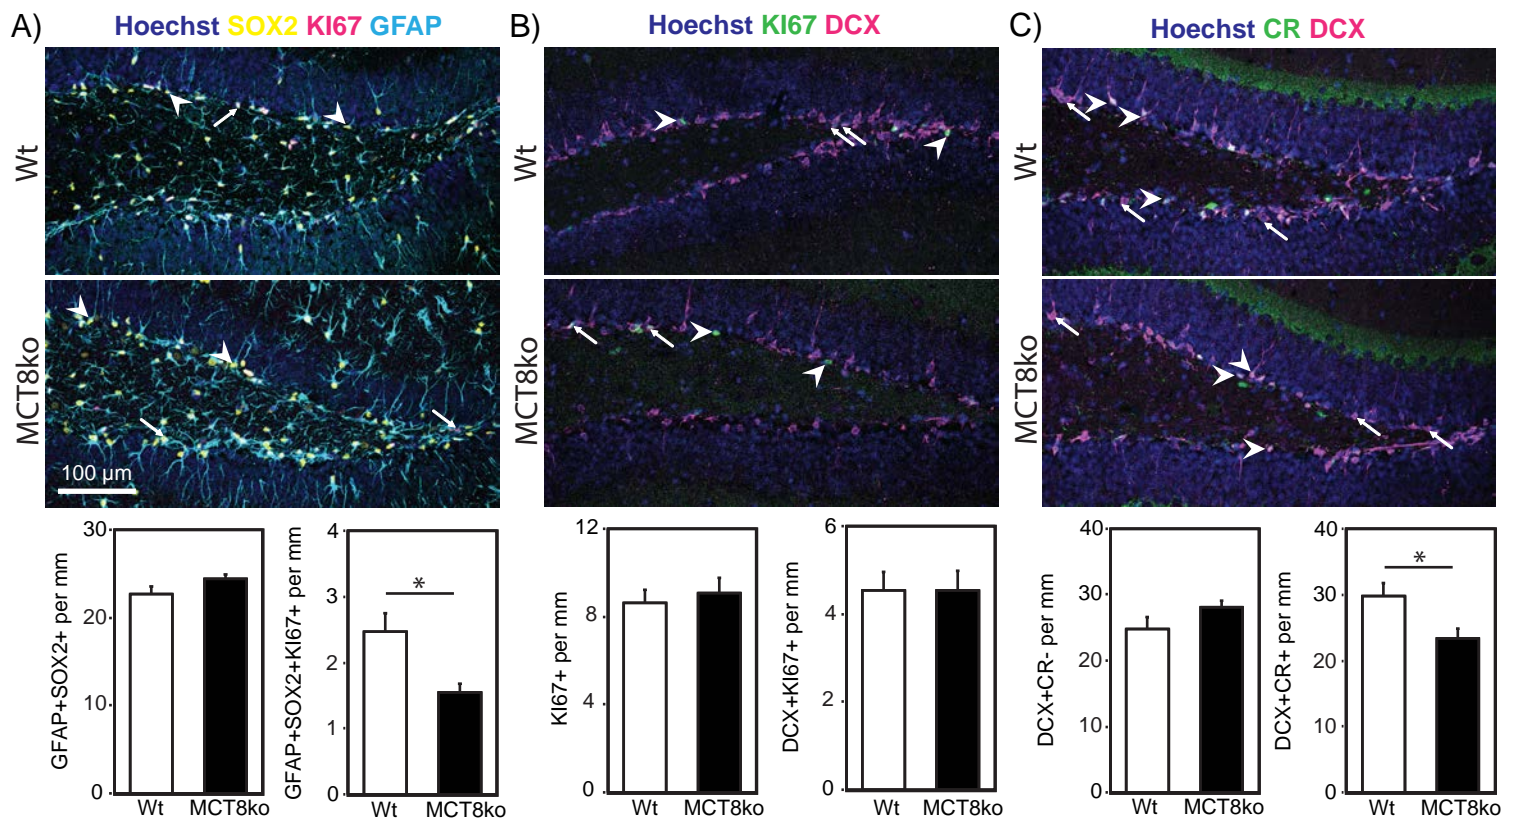 A) Hoechst SOX2 KI67 GFAP
Wt
MCT8ko
100 µm
GFAP+SOX2+ per mm
30
20
10
0
Wt MCT8ko
GFAP+SOX2+KI67+ per mm
4
3
2
1
0
*
Wt MCT8ko
B) Hoechst KI67 DCX
Wt
MCT8ko
KI67+ per mm
12
8
4
0
Wt MCT8ko
DCX+KI67+ per mm
6
4
2
0
Wt MCT8ko
C) Hoechst CR DCX
Wt
MCT8ko
DCX+CR- per mm
40
30
20
10
0
Wt MCT8ko
DCX+CR+ per mm
40
30
20
10
0
*
Wt MCT8ko